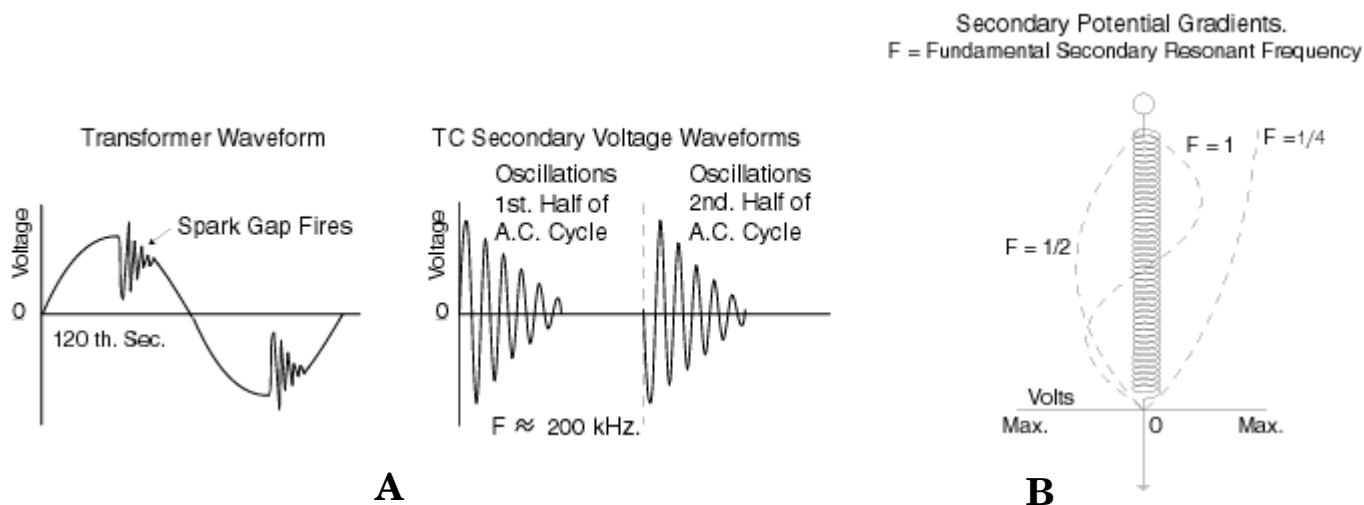 Transformer Waveform
Voltage
0
Spark Gap Fires
120 th. Sec.
TC Secondary Voltage Waveforms
Oscillations
1st. Half of
A.C. Cycle
Oscillations
2nd. Half of
A.C. Cycle
Voltage
0
F ≈ 200 kHz.
A
Secondary Potential Gradients.
F = Fundamental Secondary Resonant Frequency
F = 1
F = 1/4
F = 1/2
Volts
Max.
0
Max.
B